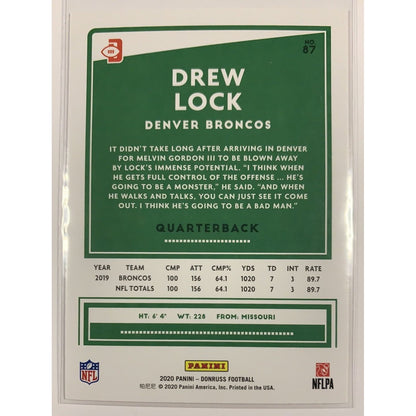 NO.
87
DREW
LOCK
DENVER BRONCOS
IT DIDN'T TAKE LONG AFTER ARRIVING IN DENVER
FOR MELVIN GORDON III TO BE BLOWN AWAY
BY LOCK'S IMMENSE POTENTIAL. "I THINK WHEN
HE GETS FULL CONTROL OF THE OFFENSE ... HE'S
GOING TO BE A MONSTER," HE SAID. "AND WHEN
HE WALKS AND TALKS, YOU CAN JUST SEE IT COME
OUT. I THINK HE'S GOING TO BE A BAD MAN."
QUARTERBACK
YEAR TEAM CMP ATT CMP% YDS TD INT RATE
2019 BRONCOS 100 156 64.1 1020 7 3 89.7
NFL TOTALS 100 156 64.1 1020 7 3 89.7
HT: 6' 4" WT: 228 FROM: MISSOURI
NFL
PANINI
NFLPA
2020 PANINI – DONRUSS FOOTBALL
帕尼尼 © 2020 Panini America, Inc. Printed in the USA.